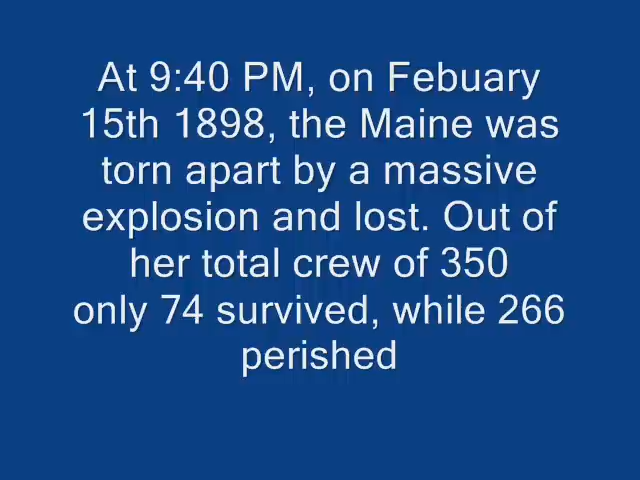 At 9:40 PM, on Febuary
15th 1898, the Maine was
torn apart by a massive
explosion and lost. Out of
her total crew of 350
only 74 survived, while 266
perished